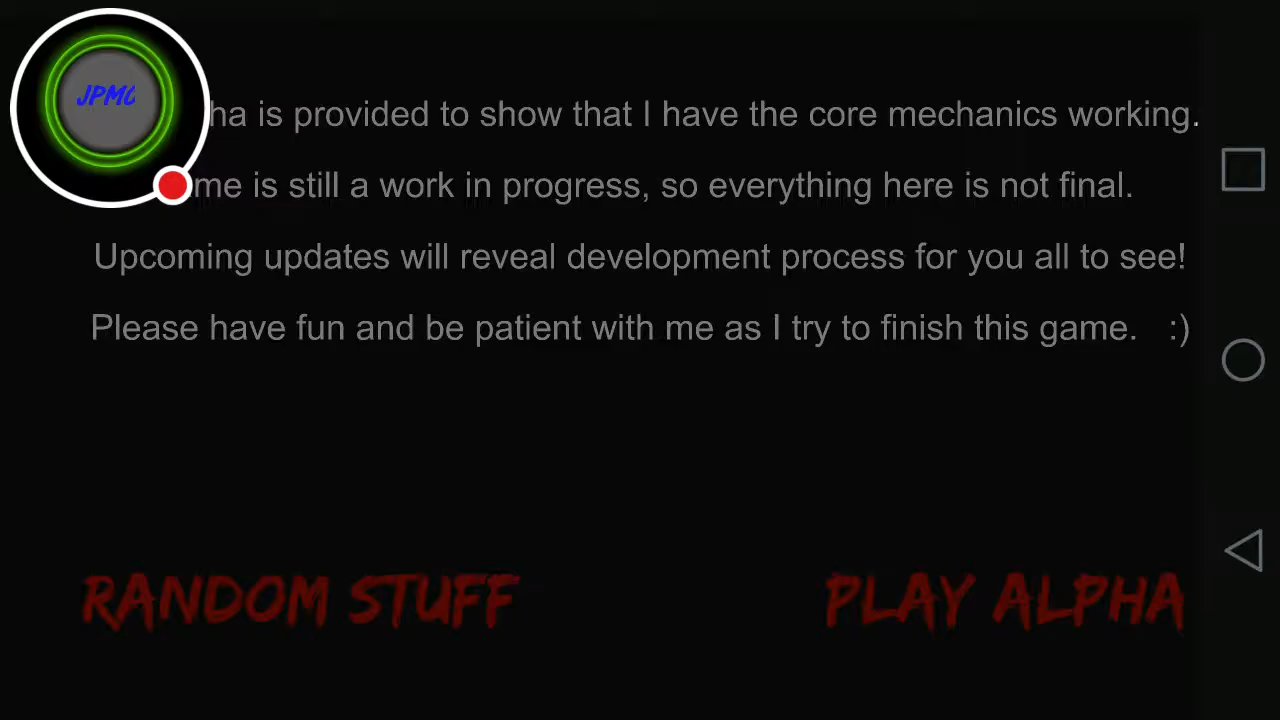 JPMC
is provided to show that I have the core mechanics working.
is still a work in progress, so everything here is not final.
Upcoming updates will reveal development process for you all to see!
Please have fun and be patient with me as I try to finish this game. :)
RANDOM STUFF
PLAY ALPHA